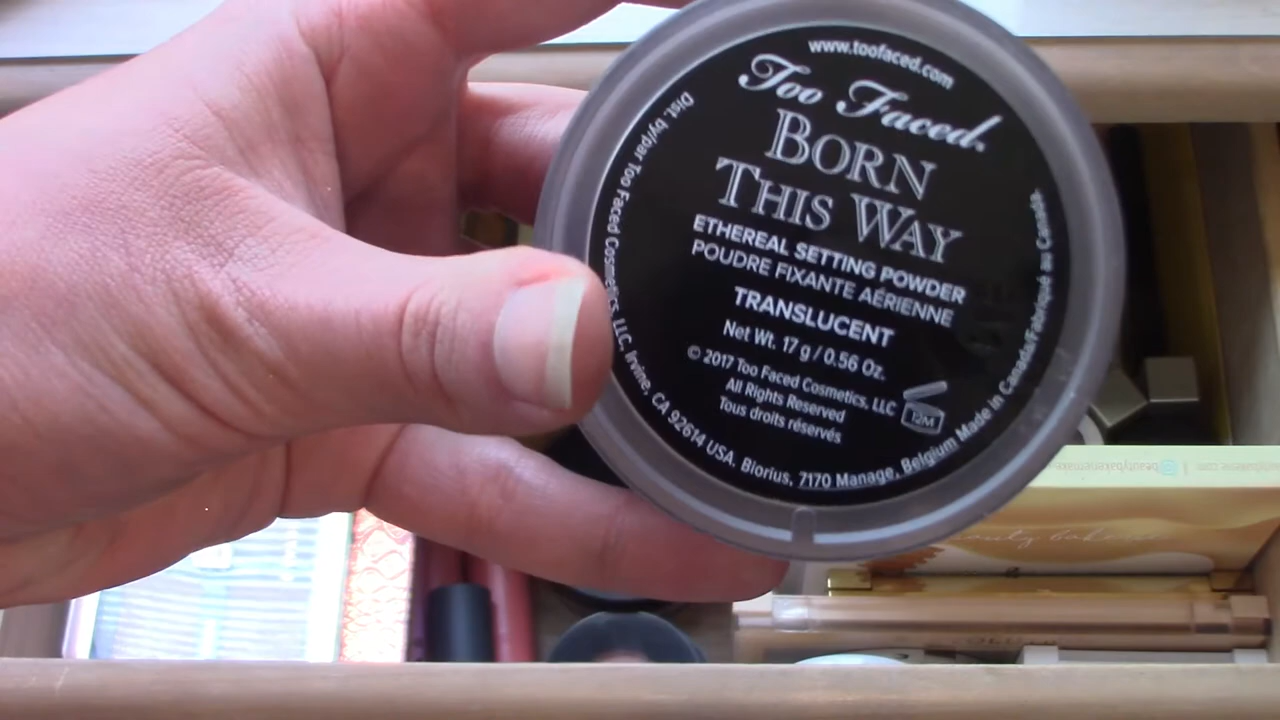 www.toofaced.com
Too Faced.
BORN
THIS WAY
ETHEREAL SETTING POWDER
POUDRE FIXANTE AÉRIENNE
TRANSLUCENT
Net Wt. 17 g / 0.56 Oz.
© 2017 Too Faced Cosmetics, LLC
All Rights Reserved
Tous droits réservés
12M
Dist. by/par Too Faced Cosmetics, LLC, Irvine, CA 92614 USA. Biorius, 7170 Manage, Belgium Made in Canada/Fabriqué au Canada